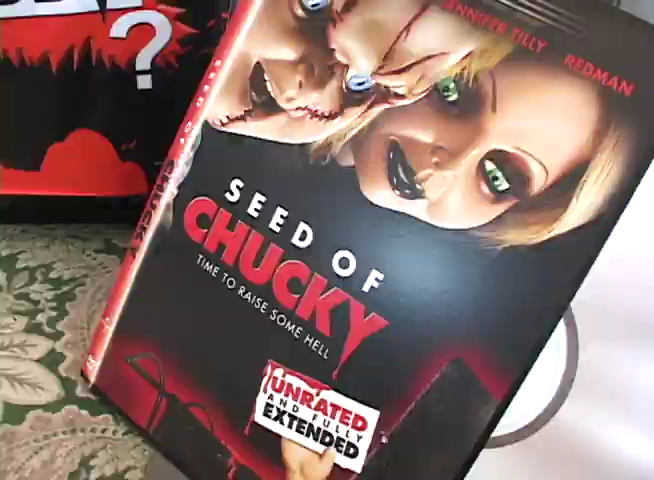 ?
JENNIFER TILLY REDMAN
SEED OF
CHUCKY
TIME TO RAISE SOME HELL
UNRATED
AND FULLY
EXTENDED